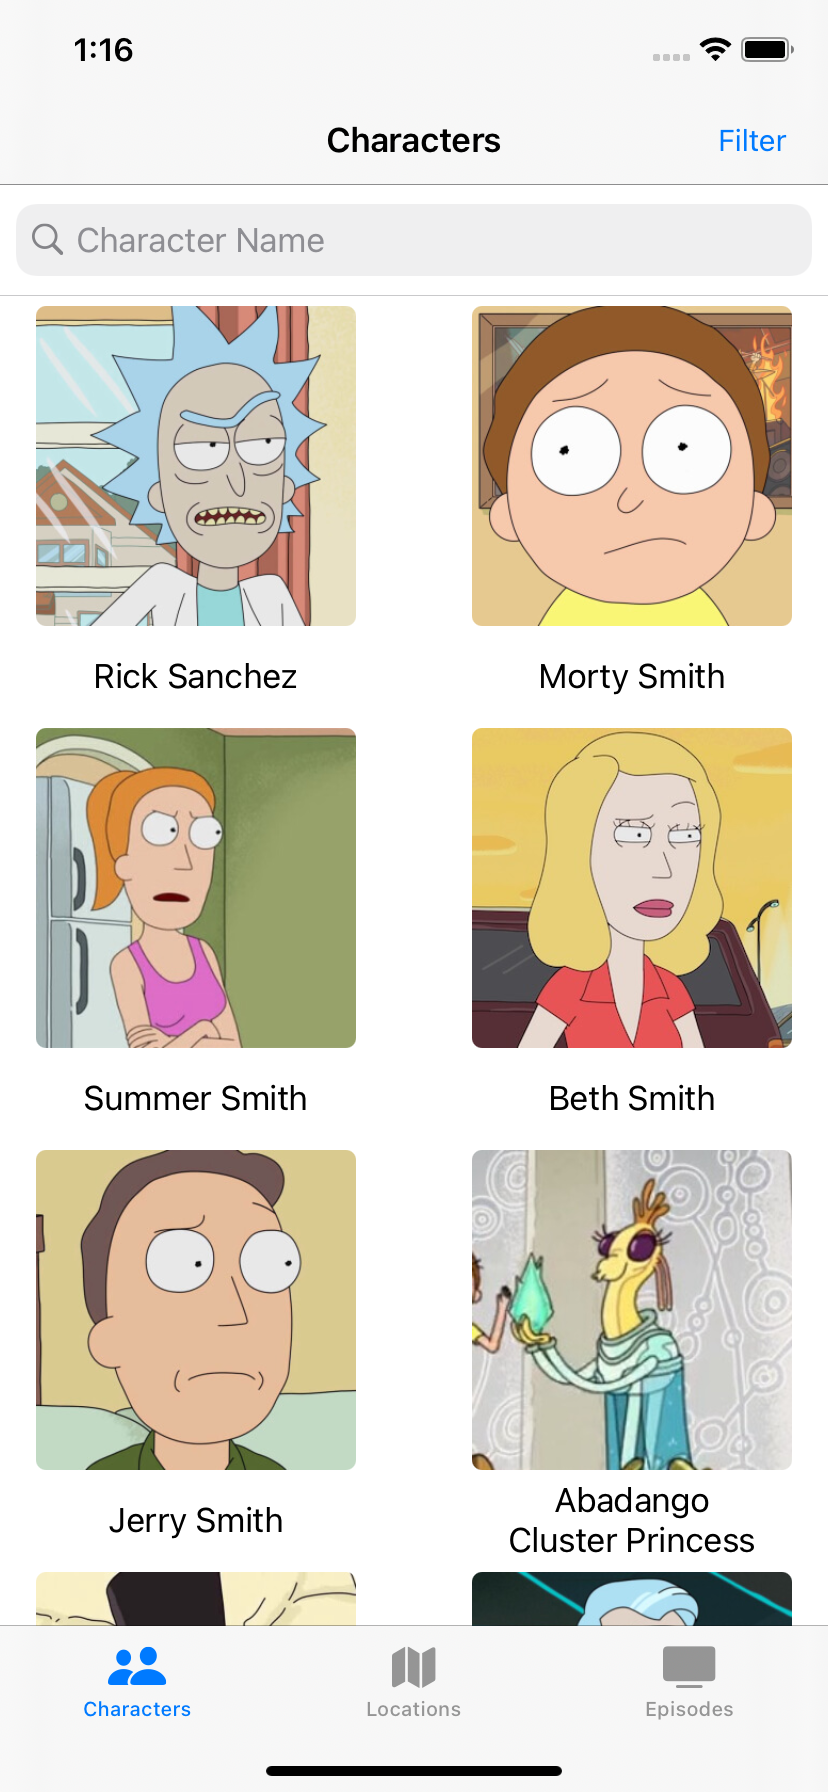 1:16
Characters
Filter
Character Name
Rick Sanchez
Morty Smith
Summer Smith
Beth Smith
Jerry Smith
Abadango
Cluster Princess
Characters
Locations
Episodes